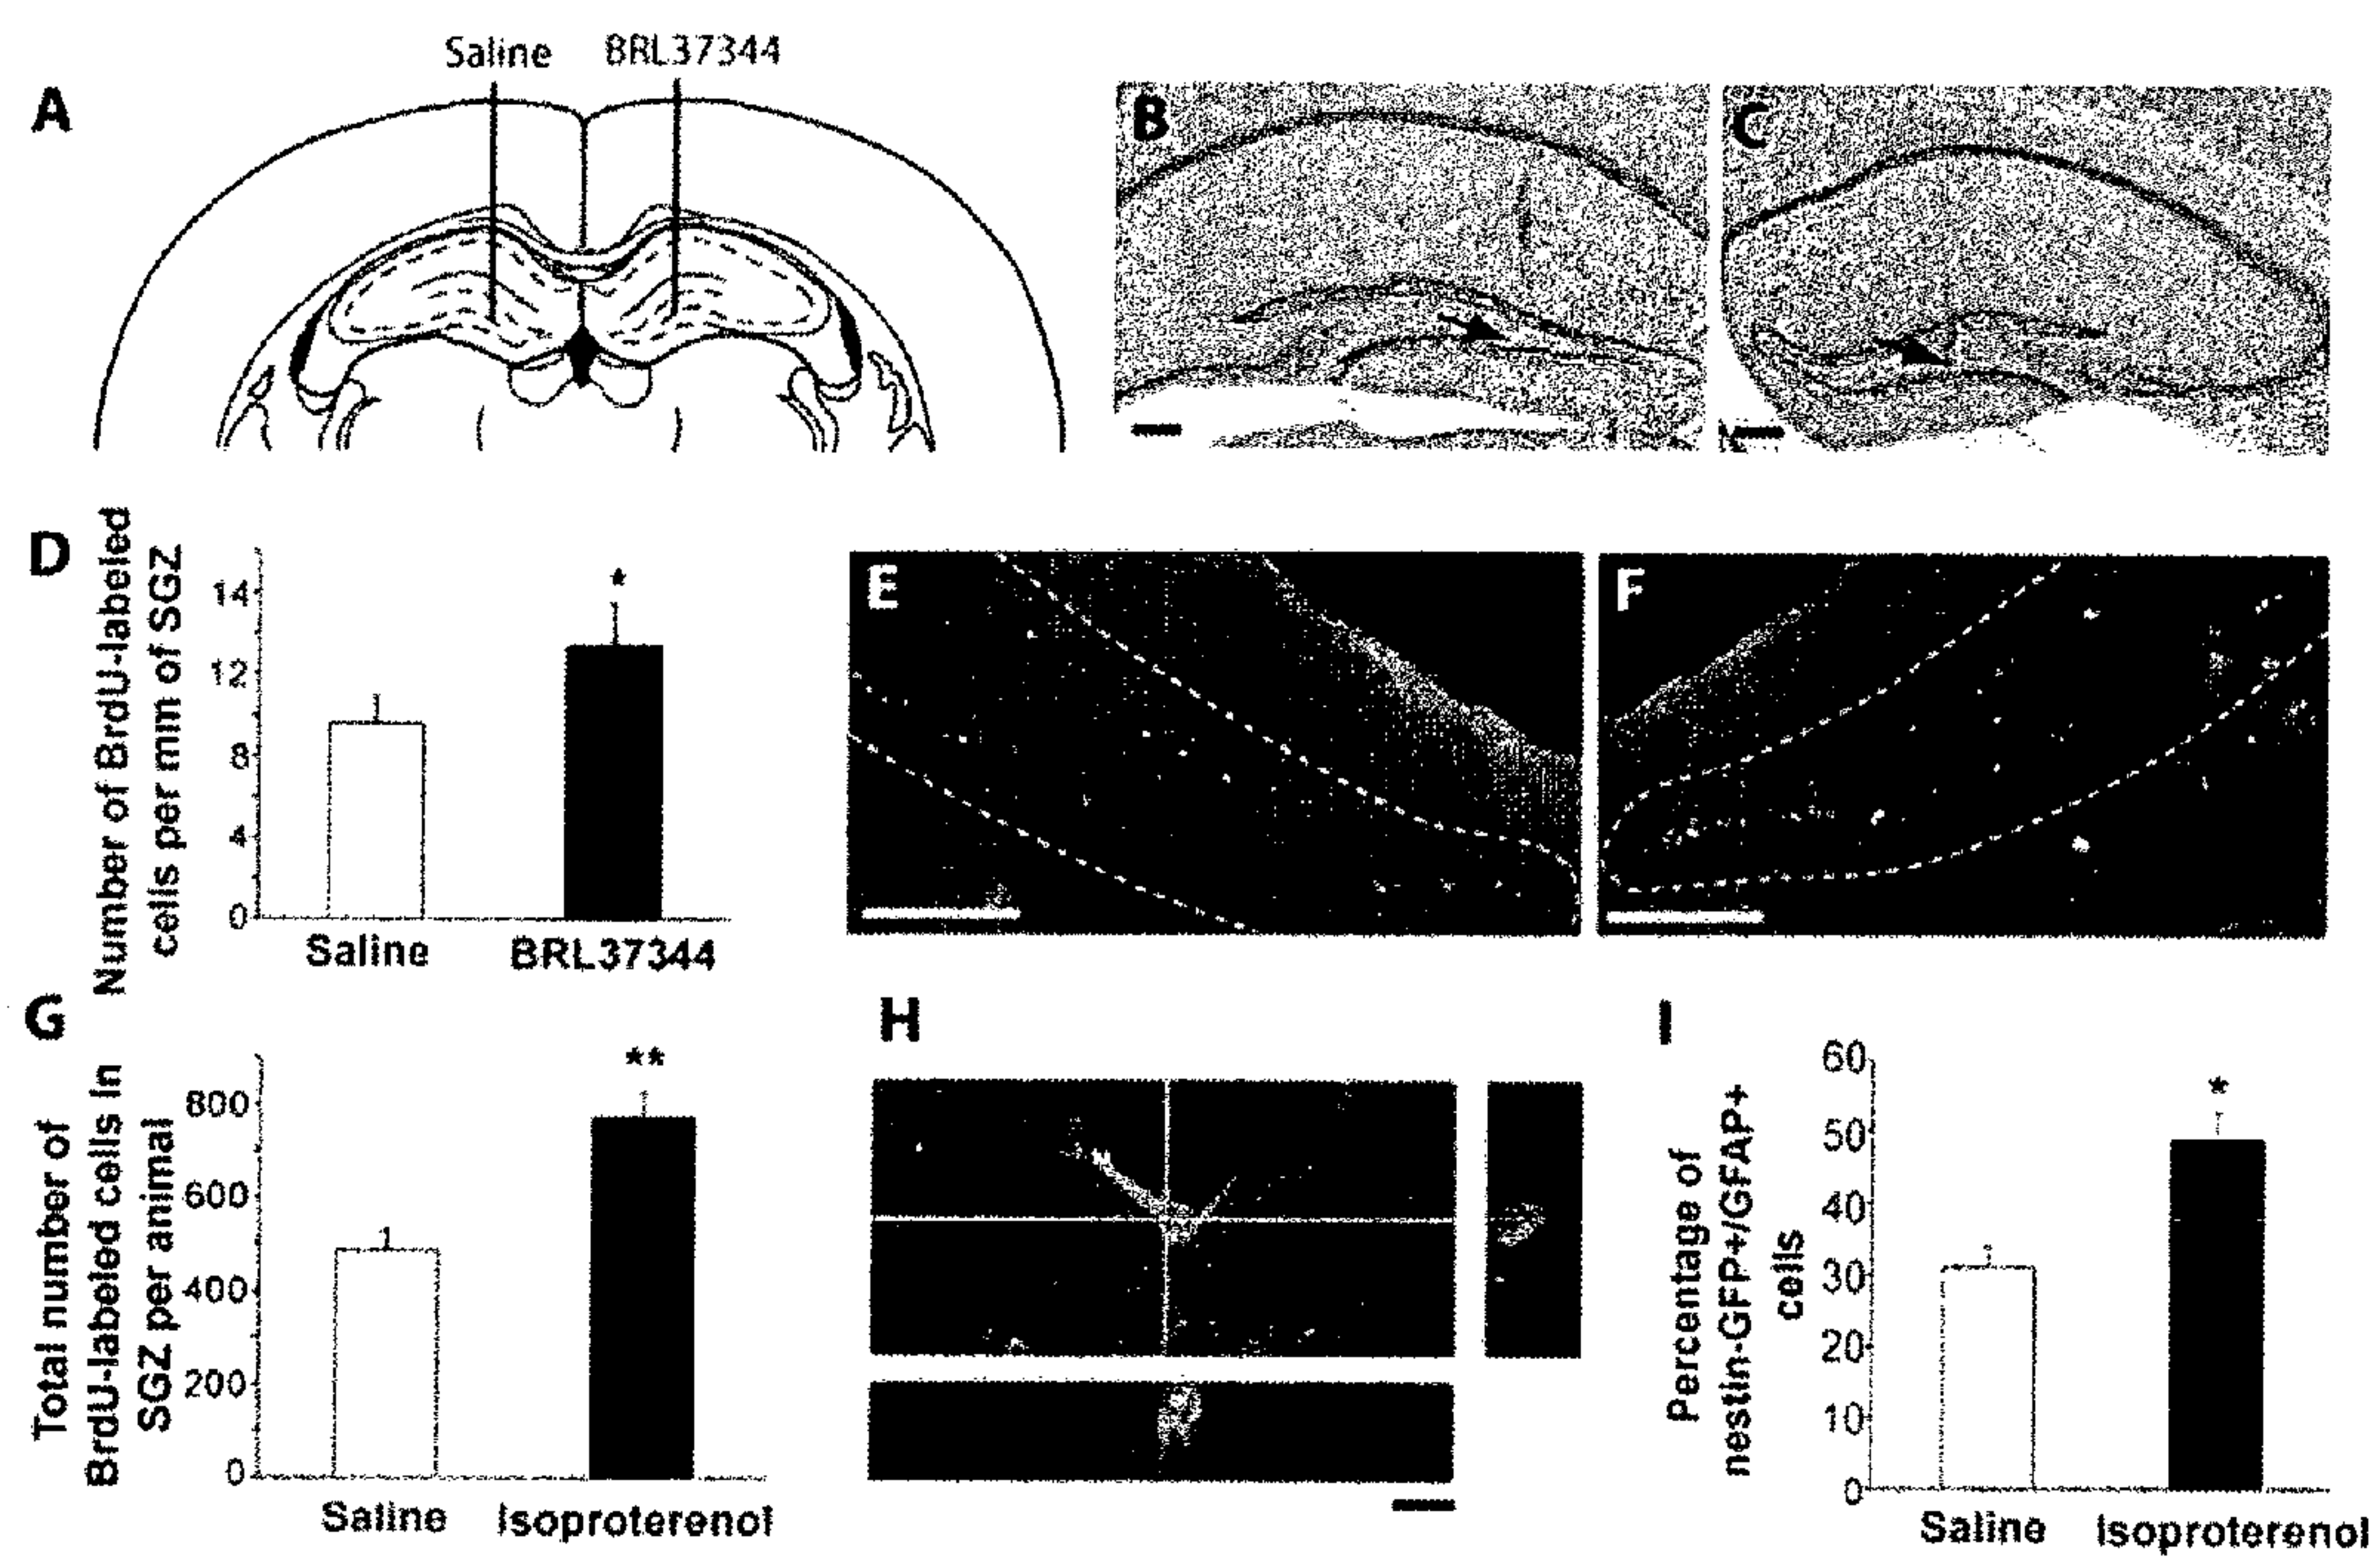 Saline BRL37344
A
B
C
D
Number of BrdU-labeled
cells per mm of SGZ
14
12
8
4
0
*
Saline BRL37344
E
F
G
Total number of
BrdU-labeled cells in
SGZ per animal
800
600
400
200
0
**
Saline Isoproterenol
H
I
Percentage of
nestin-GFP+/GFAP+
cells
60
50
40
30
20
10
0
*
Saline Isoproterenol